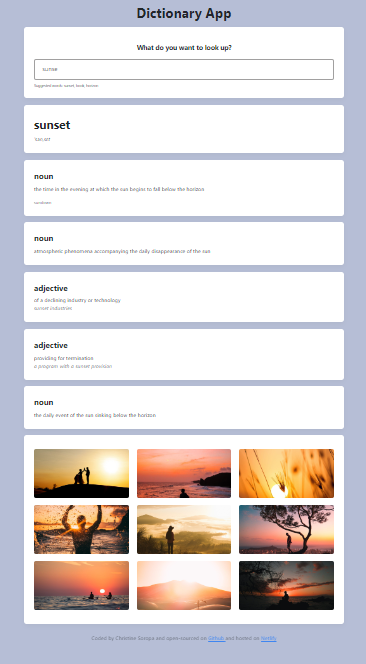 Dictionary App
What do you want to look up?
sunset
Suggested words: sunset, book, horizon
sunset
noun
the time in the evening at which the sun begins to fall below the horizon
sundown
noun
atmospheric phenomena accompanying the daily disappearance of the sun
adjective
of a declining industry or technology
sunset industries
adjective
providing for termination
a program with a sunset provision
noun
the daily event of the sun sinking below the horizon
Coded by Christine and open-sourced on Github and hosted on Netlify